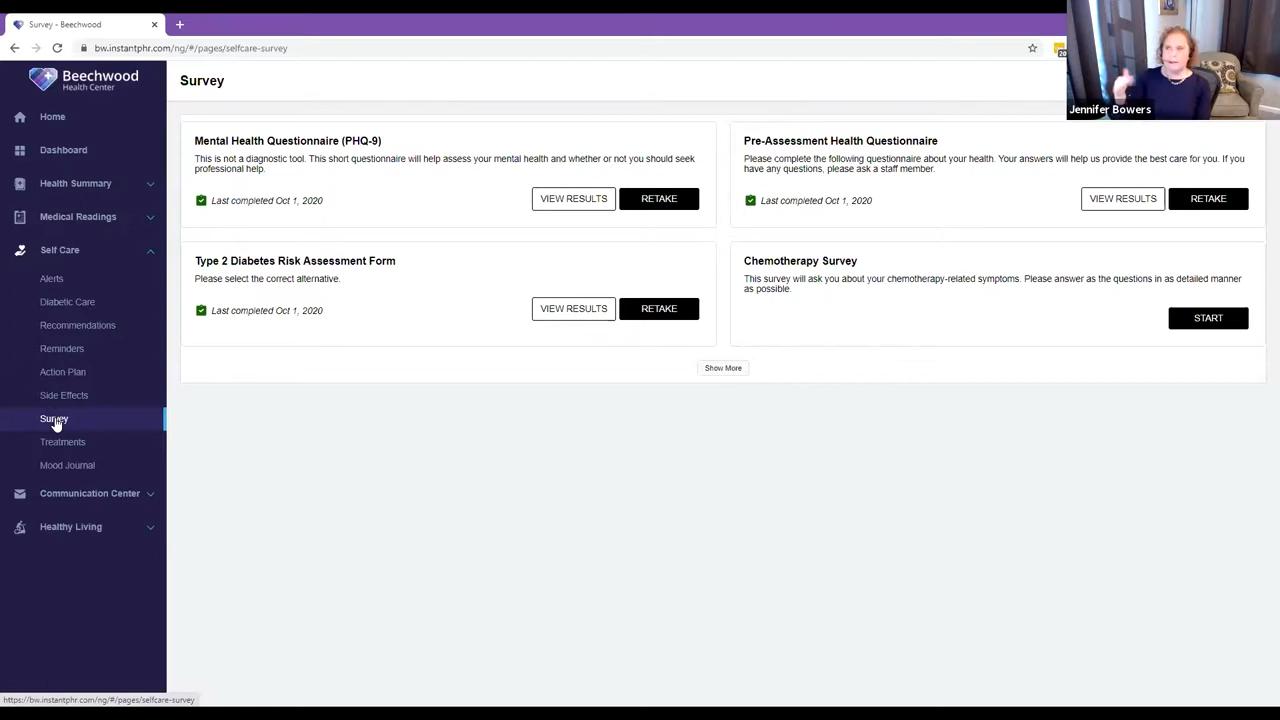 Survey - Beechwood
bw.instantphr.com/ng/#/pages/selfcare-survey
20
Jennifer Bowers
Beechwood
Health Center
Home
Dashboard
Health Summary
Medical Readings
Self Care
Alerts
Diabetic Care
Recommendations
Reminders
Action Plan
Side Effects
Survey
Treatments
Mood Journal
Communication Center
Healthy Living
Survey
Mental Health Questionnaire (PHQ-9)
This is not a diagnostic tool. This short questionnaire will help assess your mental health and whether or not you should seek
professional help.
Last completed Oct 1, 2020
VIEW RESULTS
RETAKE
Pre-Assessment Health Questionnaire
Please complete the following questionnaire about your health. Your answers will help us provide the best care for you. If you
have any questions, please ask a staff member.
Last completed Oct 1, 2020
VIEW RESULTS
RETAKE
Type 2 Diabetes Risk Assessment Form
Please select the correct alternative.
Last completed Oct 1, 2020
VIEW RESULTS
RETAKE
Chemotherapy Survey
This survey will ask you about your chemotherapy-related symptoms. Please answer as the questions in as detailed manner
as possible.
START
Show More
https://bw.instantphr.com/ng/#/pages/selfcare-survey